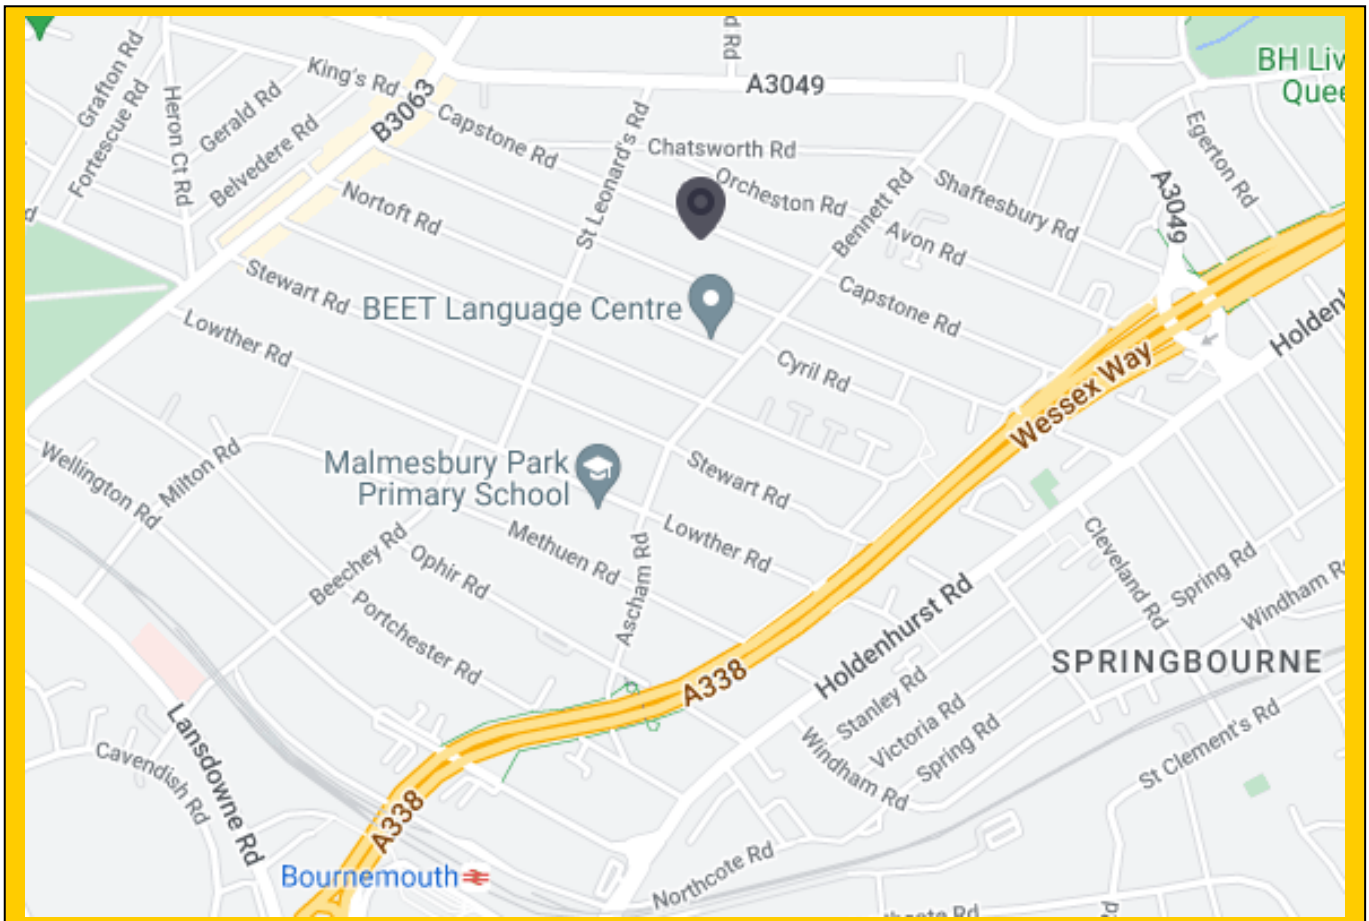 Grafton Rd
Fortescue Rd
Heron Ct Rd
Gerald Rd
Belvedere Rd
King's Rd
B3063
Capstone Rd
St Leonard's Rd
A3049
Chatsworth Rd
Orcheston Rd
Bennett Rd
Shaftesbury Rd
Avon Rd
Egerton Rd
A3049
BH Liv
Quee
Nortoft Rd
Stewart Rd
Lowther Rd
BEET Language Centre
Capstone Rd
Cyril Rd
Wessex Way
Holdenh
Malmesbury Park
Primary School
Stewart Rd
Lowther Rd
Wellington Rd
Milton Rd
Methuen Rd
Beechey Rd
Ophir Rd
Portchester Rd
Ascham Rd
A338
Holdenhurst Rd
Cleveland Rd
Spring Rd
Windham R
SPRINGBOURNE
Stanley Rd
Victoria Rd
Spring Rd
Windham Rd
St Clement's Rd
Lansdowne Rd
Cavendish Rd
A338
Bournemouth
Northcote Rd